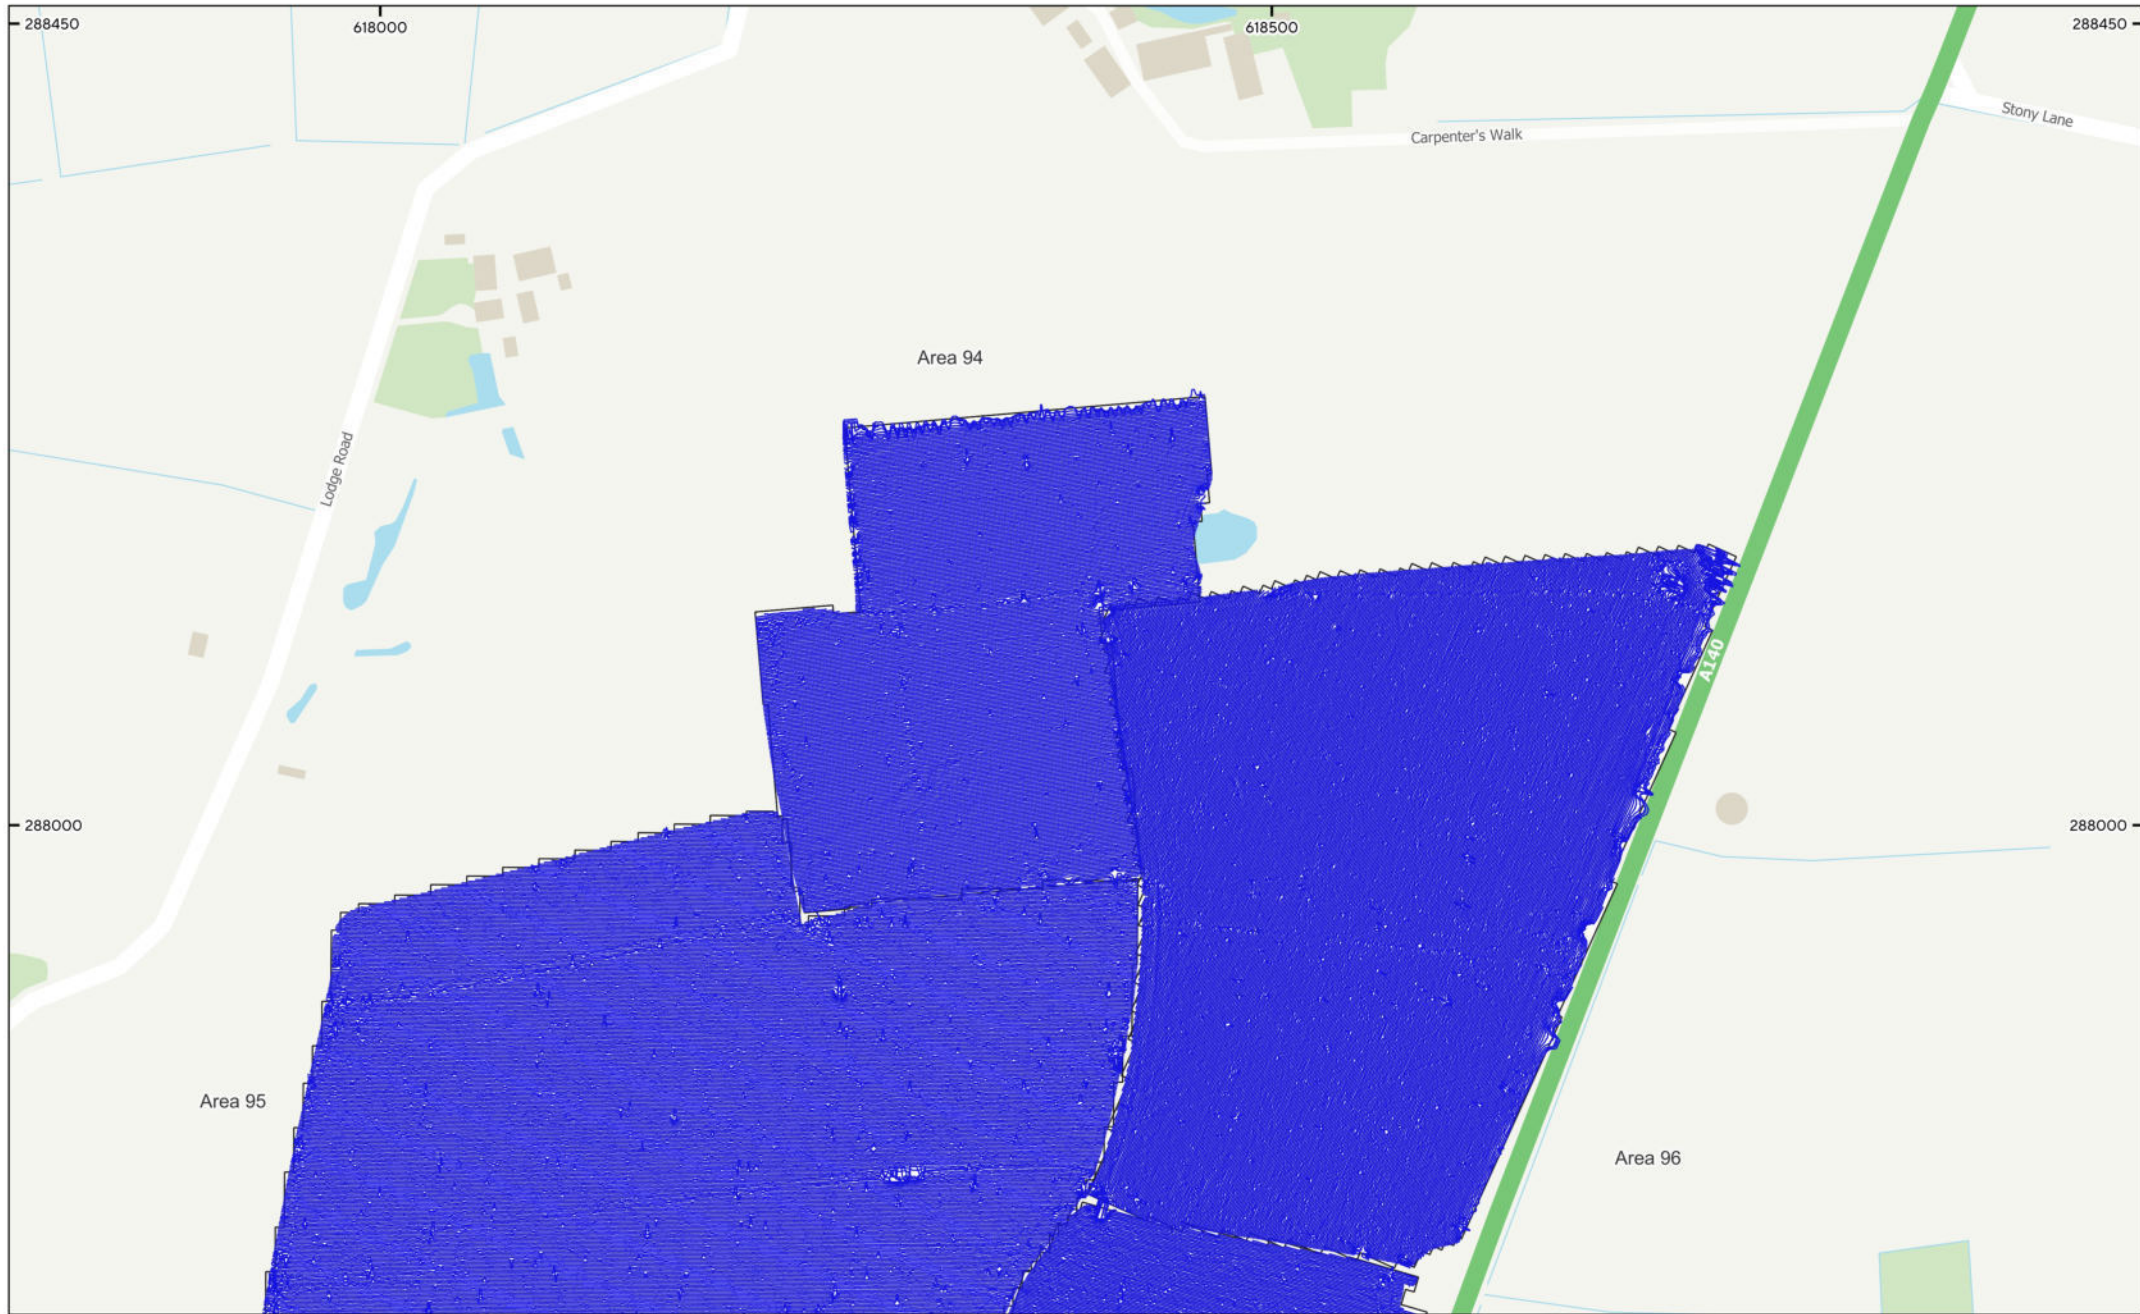 288450
618000
618500
288450
Stony Lane
Carpenter's Walk
Area 94
Lodge Road
A140
288000
288000
Area 95
Area 96